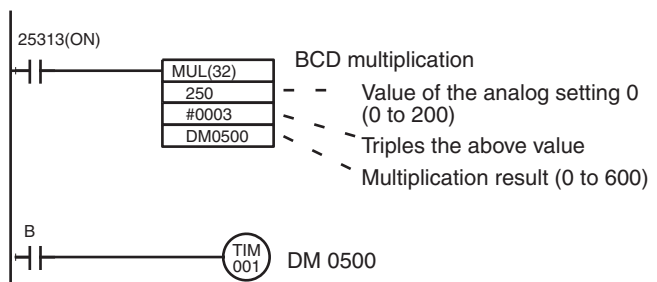 25313(ON)
MUL(32)
250
#0003
DM0500
BCD multiplication
Value of the analog setting 0
(0 to 200)
Triples the above value
Multiplication result (0 to 600)
B
TIM
001
DM 0500